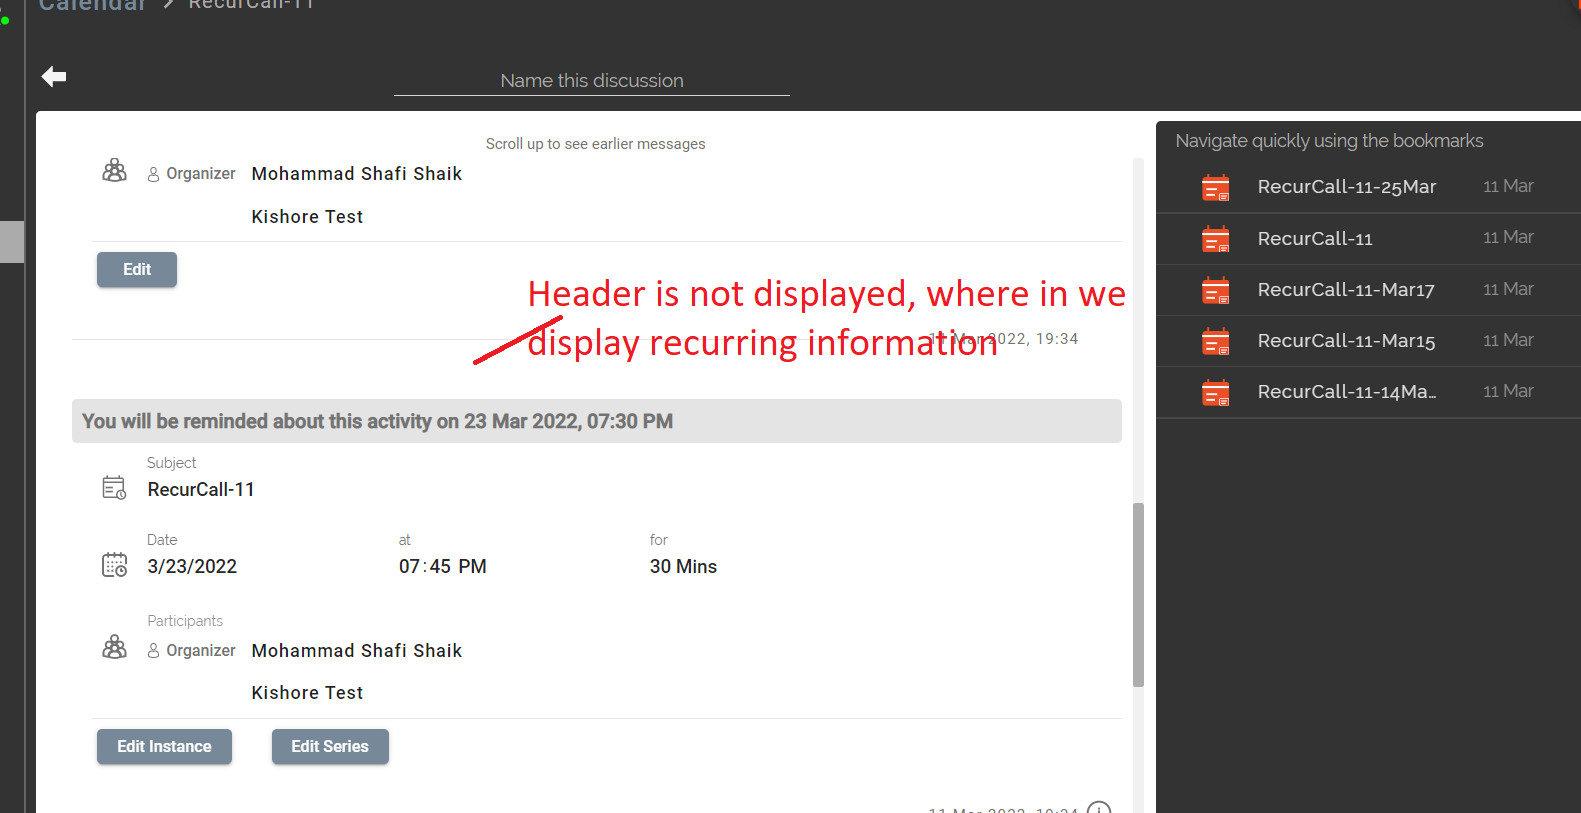 Calendar > RecurCall-11
Name this discussion
Scroll up to see earlier messages
Organizer Mohammad Shafi Shaik
Kishore Test
Edit
Header is not displayed, where in we
display recurring information
11 Mar 2022, 19:34
You will be reminded about this activity on 23 Mar 2022, 07:30 PM
Subject
RecurCall-11
Date at for
3/23/2022 07:45 PM 30 Mins
Participants
Organizer Mohammad Shafi Shaik
Kishore Test
Edit Instance Edit Series
11 Mar 2022, 19:34
Navigate quickly using the bookmarks
RecurCall-11-25Mar 11 Mar
RecurCall-11 11 Mar
RecurCall-11-Mar17 11 Mar
RecurCall-11-Mar15 11 Mar
RecurCall-11-14Ma... 11 Mar